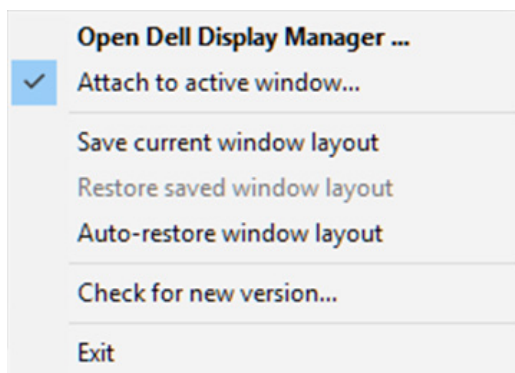 Open Dell Display Manager ...
Attach to active window...
Save current window layout
Restore saved window layout
Auto-restore window layout
Check for new version...
Exit